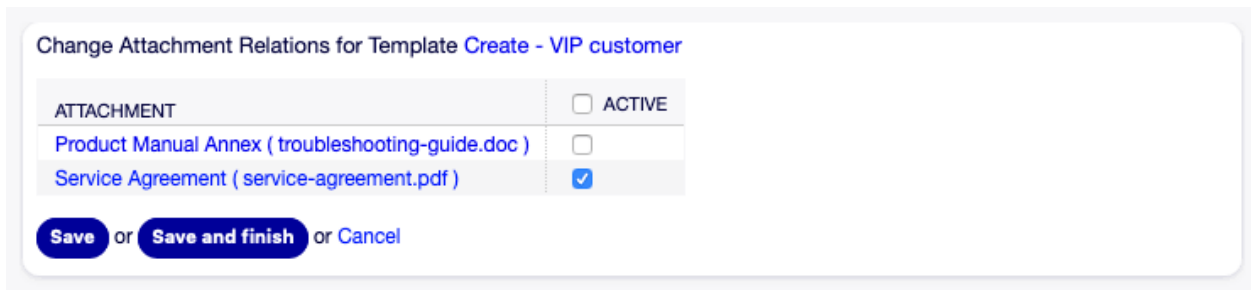 Change Attachment Relations for Template Create - VIP customer
ATTACHMENT ACTIVE
Product Manual Annex ( troubleshooting-guide.doc )
Service Agreement ( service-agreement.pdf )
Save or Save and finish or Cancel